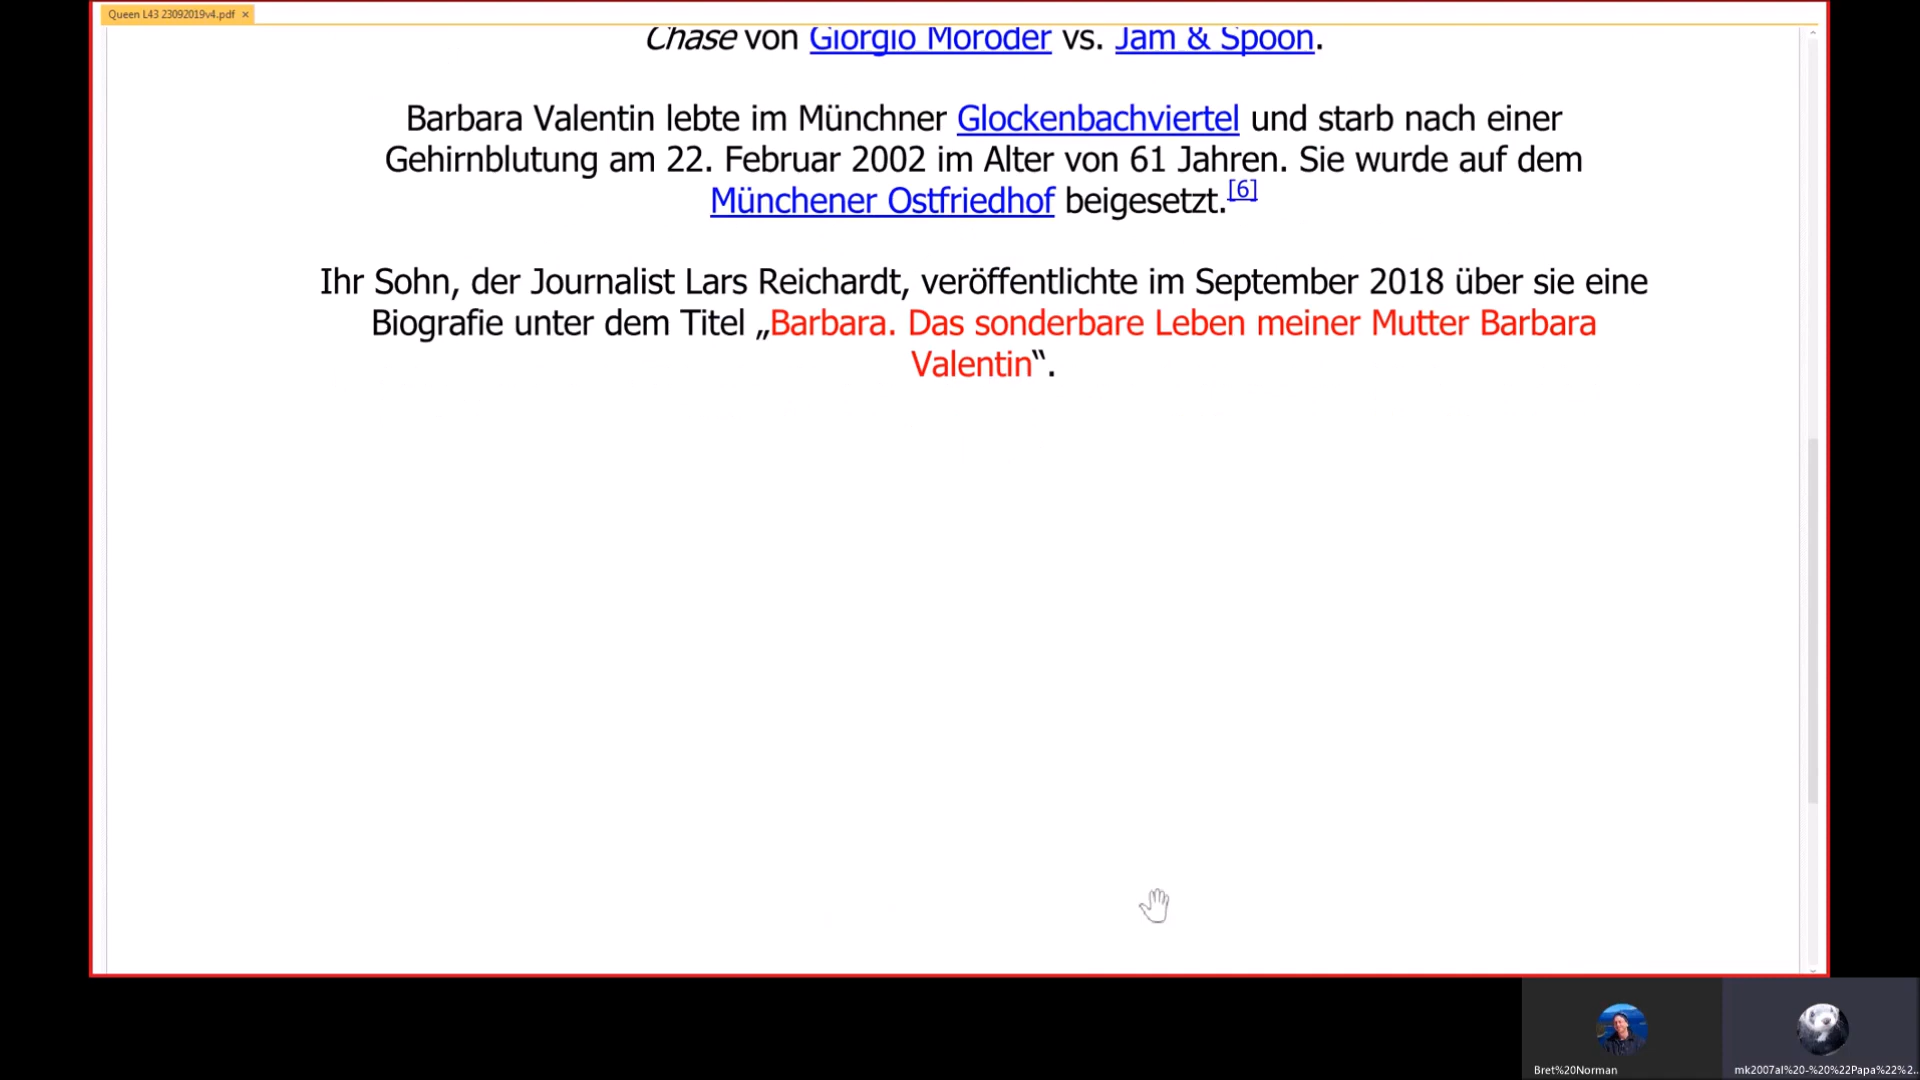 Queen L43 23092019v4.pdf ×
Chase von Giorgio Moroder vs. Jam & Spoon.
Barbara Valentin lebte im Münchner Glockenbachviertel und starb nach einer
Gehirnblutung am 22. Februar 2002 im Alter von 61 Jahren. Sie wurde auf dem
Münchener Ostfriedhof beigesetzt.[6]
Ihr Sohn, der Journalist Lars Reichardt, veröffentlichte im September 2018 über sie eine
Biografie unter dem Titel „Barbara. Das sonderbare Leben meiner Mutter Barbara
Valentin“.
Bret%20Norman
mk2007al%20-%20%22Papa%22%2...